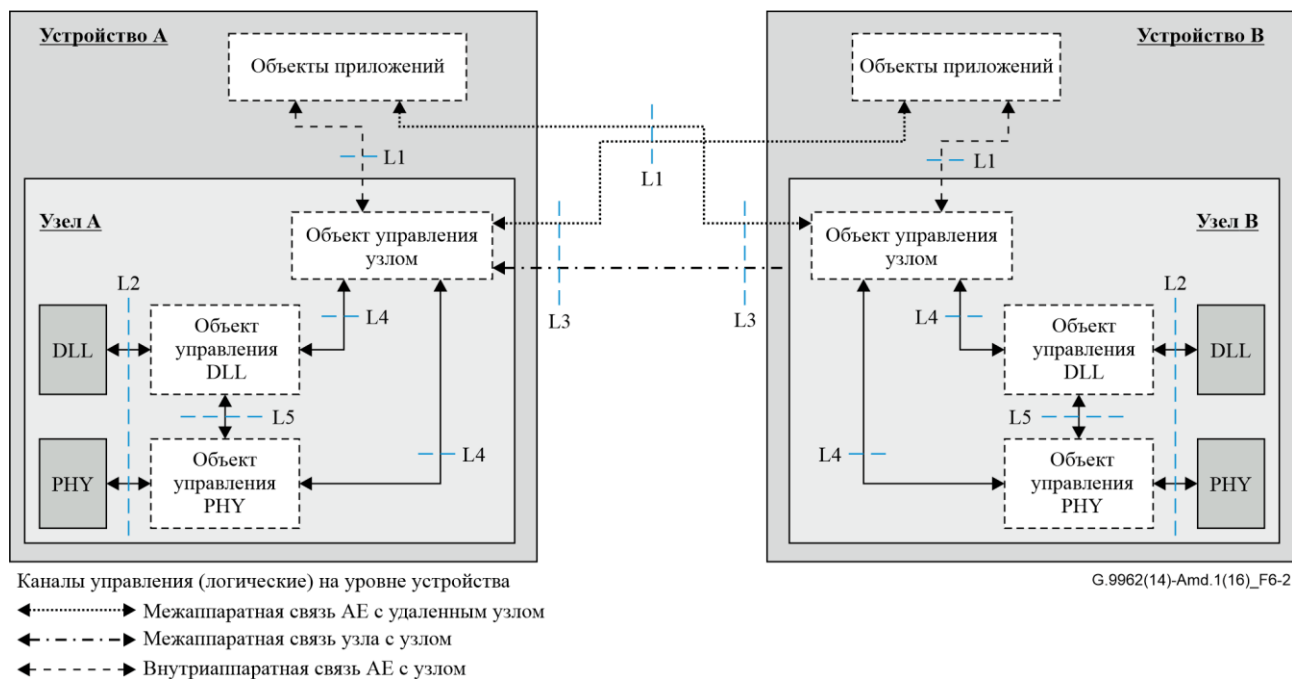 Устройство А
Устройство В
Объекты приложений
Объекты приложений
L1
L1
L1
Узел А
Узел В
Объект управления
узлом
Объект управления
узлом
L2
L2
L3
L3
L4
L4
DLL
Объект
управления
DLL
Объект
управления
DLL
DLL
L5
L5
L4
L4
PHY
Объект
управления
PHY
Объект
управления
PHY
PHY
Каналы управления (логические) на уровне устройства
G.9962(14)-Amd.1(16)_F6-2
Межаппаратная связь АЕ с удаленным узлом
Межаппаратная связь узла с узлом
Внутриаппаратная связь АЕ с узлом